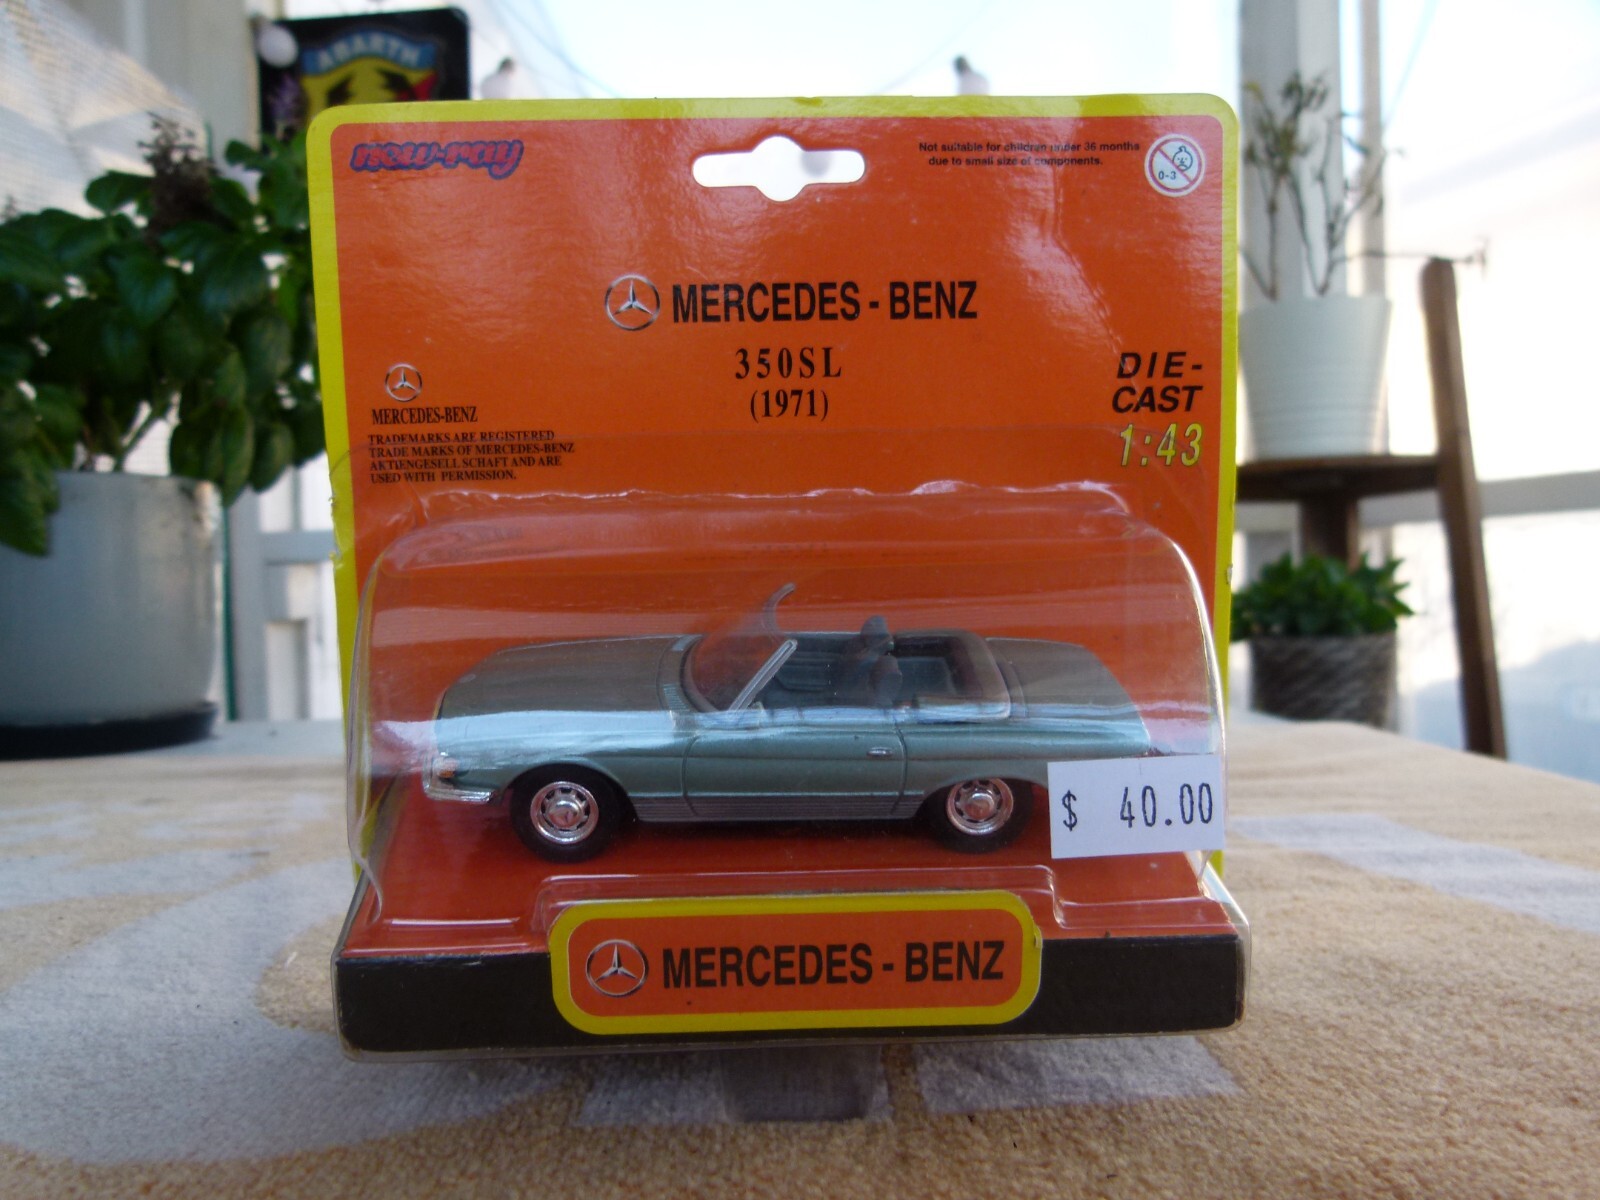 ABARTH
new-ray
Not suitable for children under 36 months
due to small size of components.
0-3
MERCEDES - BENZ
350SL
(1971)
DIE-
CAST
1:43
MERCEDES-BENZ
TRADEMARKS ARE REGISTERED
TRADE MARKS OF MERCEDES-BENZ
AKTIENGESELL SCHAFT AND ARE
USED WITH PERMISSION.
$ 40.00
MERCEDES - BENZ